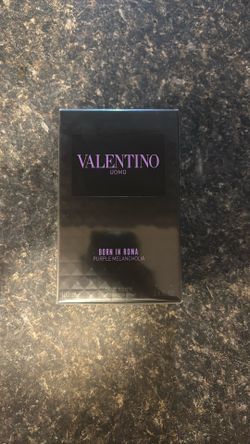 VALENTINO
UOMO
BORN IN ROMA
PURPLE MELANCHOLIA